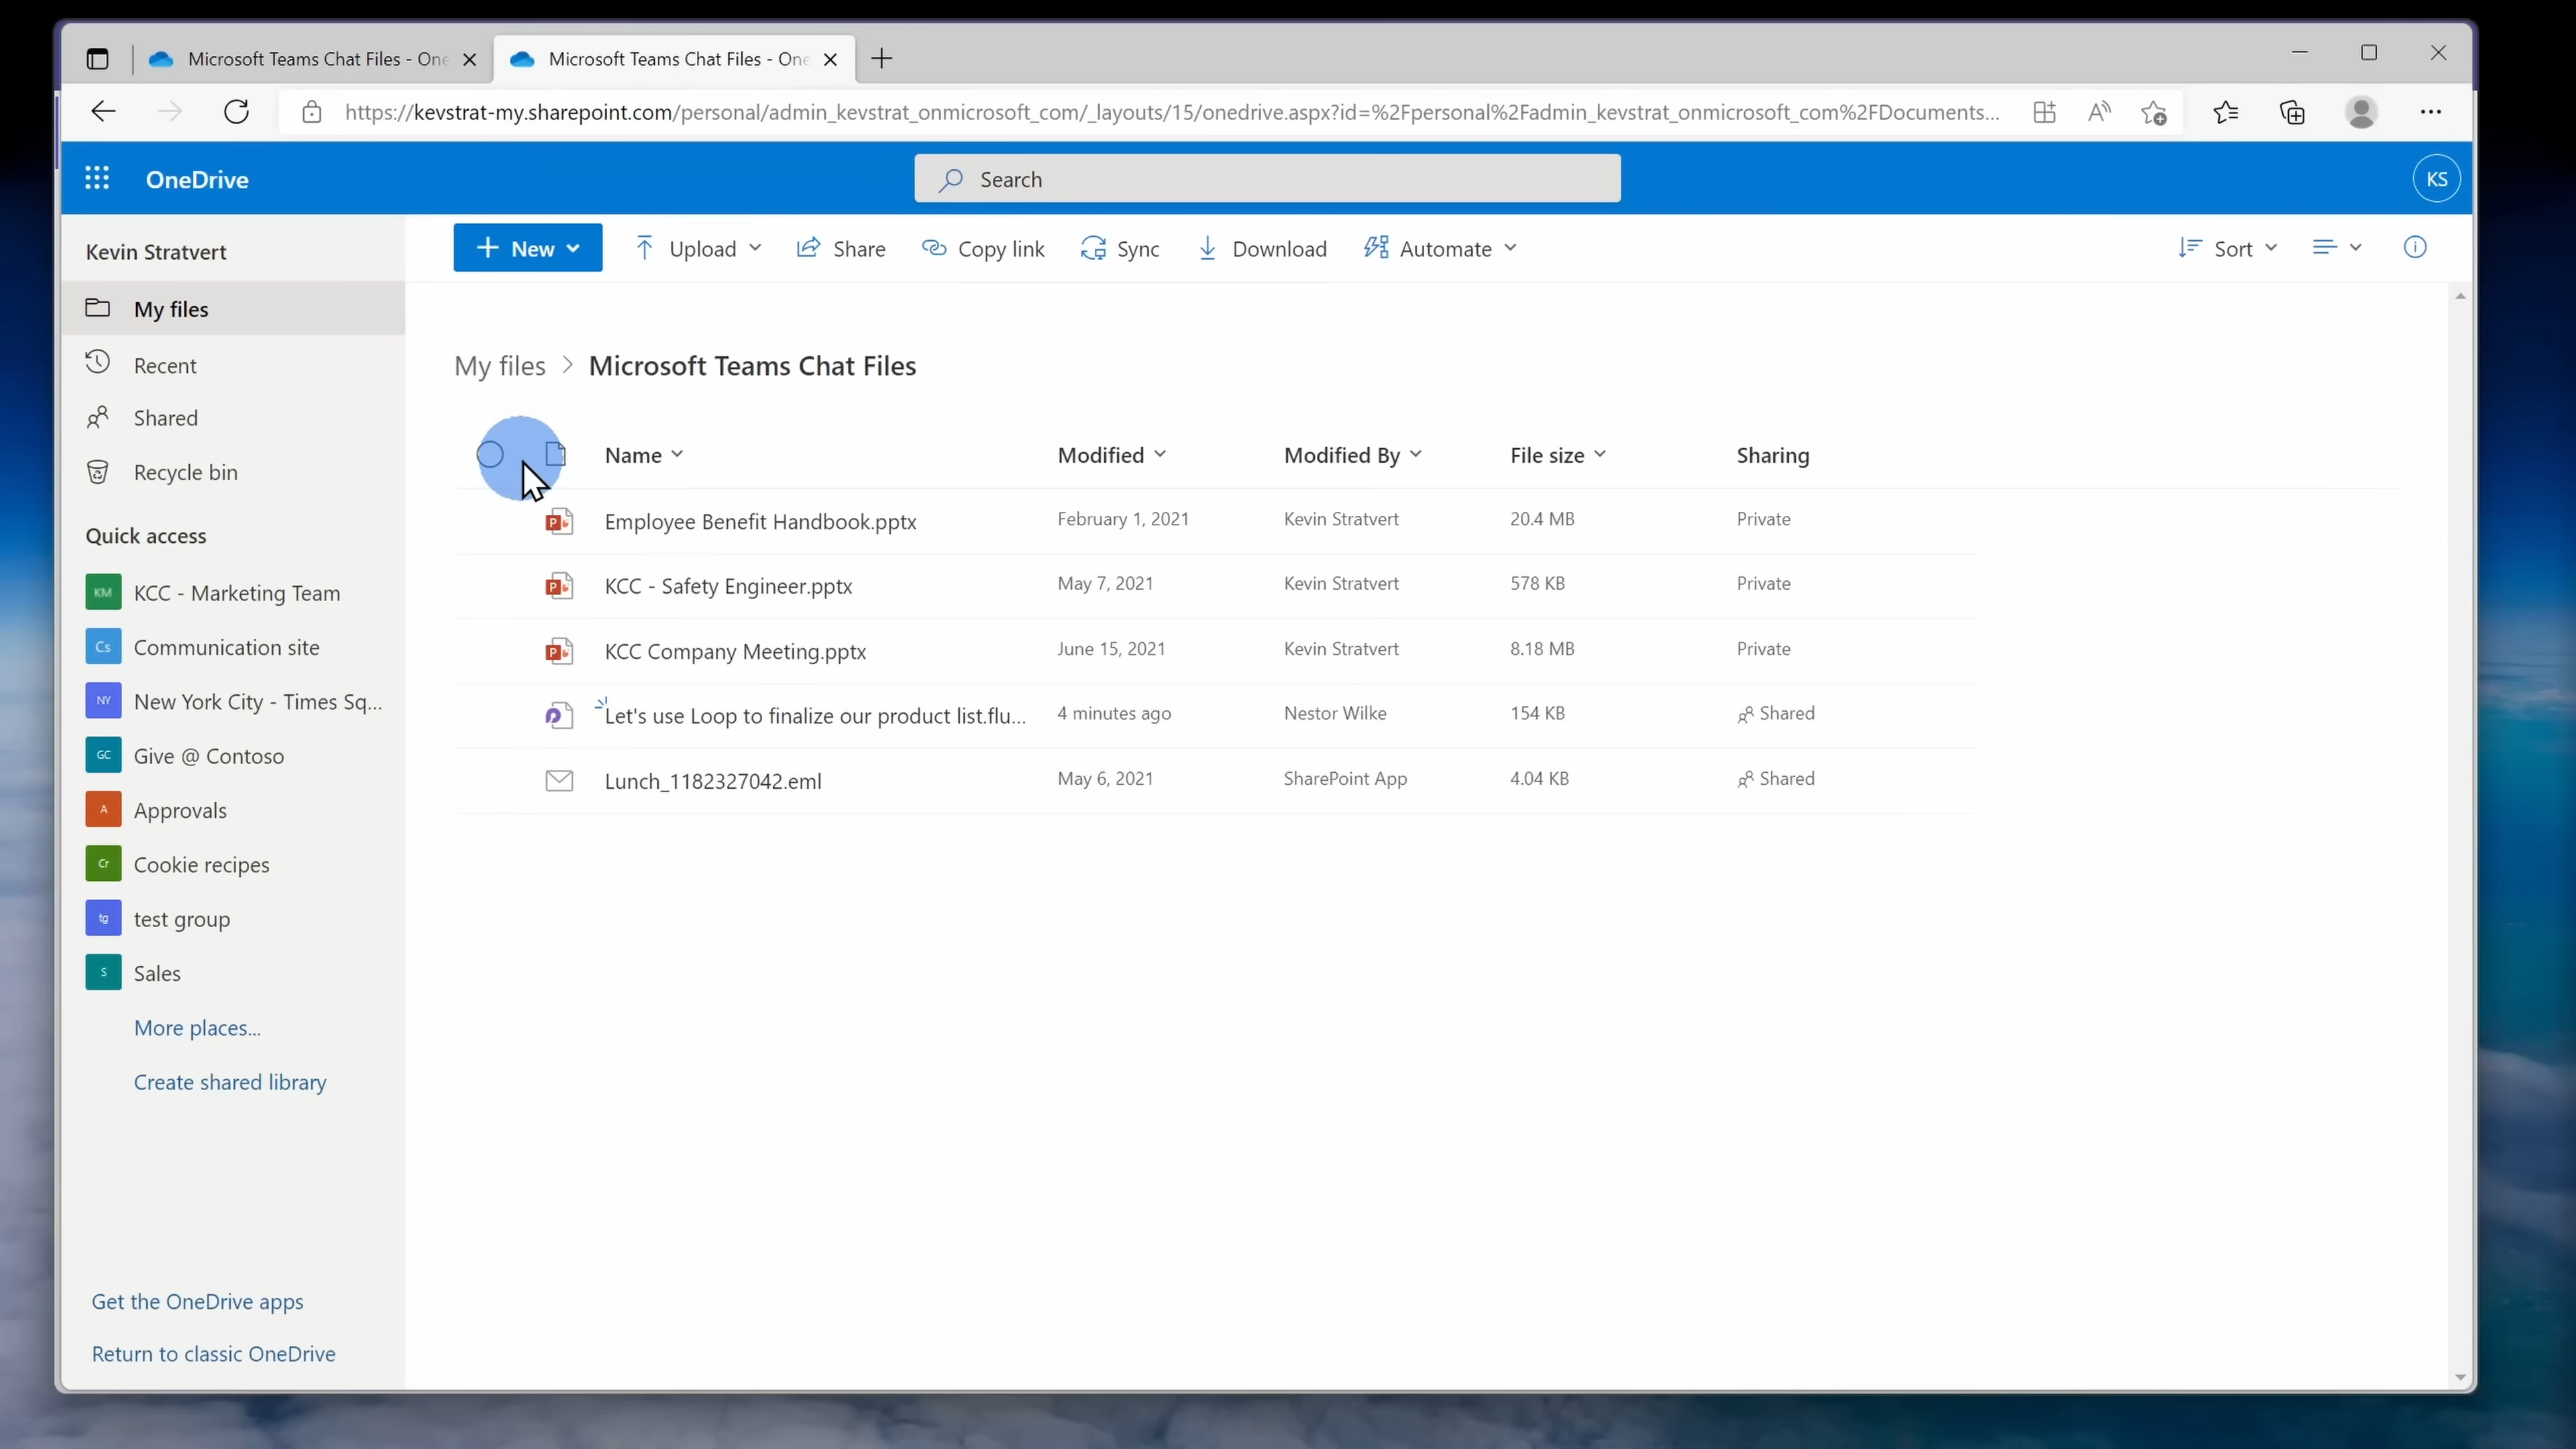 Microsoft Teams Chat Files - One
Microsoft Teams Chat Files - One
https://kevstrat-my.sharepoint.com/personal/admin_kevstrat_onmicrosoft_com/_layouts/15/onedrive.aspx?id=%2Fpersonal%2Fadmin_kevstrat_onmicrosoft_com%2FDocuments...
OneDrive
Search
KS
Kevin Stratvert
My files
Recent
Shared
Recycle bin
Quick access
KM KCC - Marketing Team
Cs Communication site
NY New York City - Times Sq...
GC Give @ Contoso
A Approvals
Cr Cookie recipes
tg test group
S Sales
More places...
Create shared library
Get the OneDrive apps
Return to classic OneDrive
New Upload Share Copy link Sync Download Automate Sort
My files > Microsoft Teams Chat Files
Name Modified Modified By File size Sharing
Employee Benefit Handbook.pptx February 1, 2021 Kevin Stratvert 20.4 MB Private
KCC - Safety Engineer.pptx May 7, 2021 Kevin Stratvert 578 KB Private
KCC Company Meeting.pptx June 15, 2021 Kevin Stratvert 8.18 MB Private
Let's use Loop to finalize our product list.flu... 4 minutes ago Nestor Wilke 154 KB Shared
Lunch_1182327042.eml May 6, 2021 SharePoint App 4.04 KB Shared